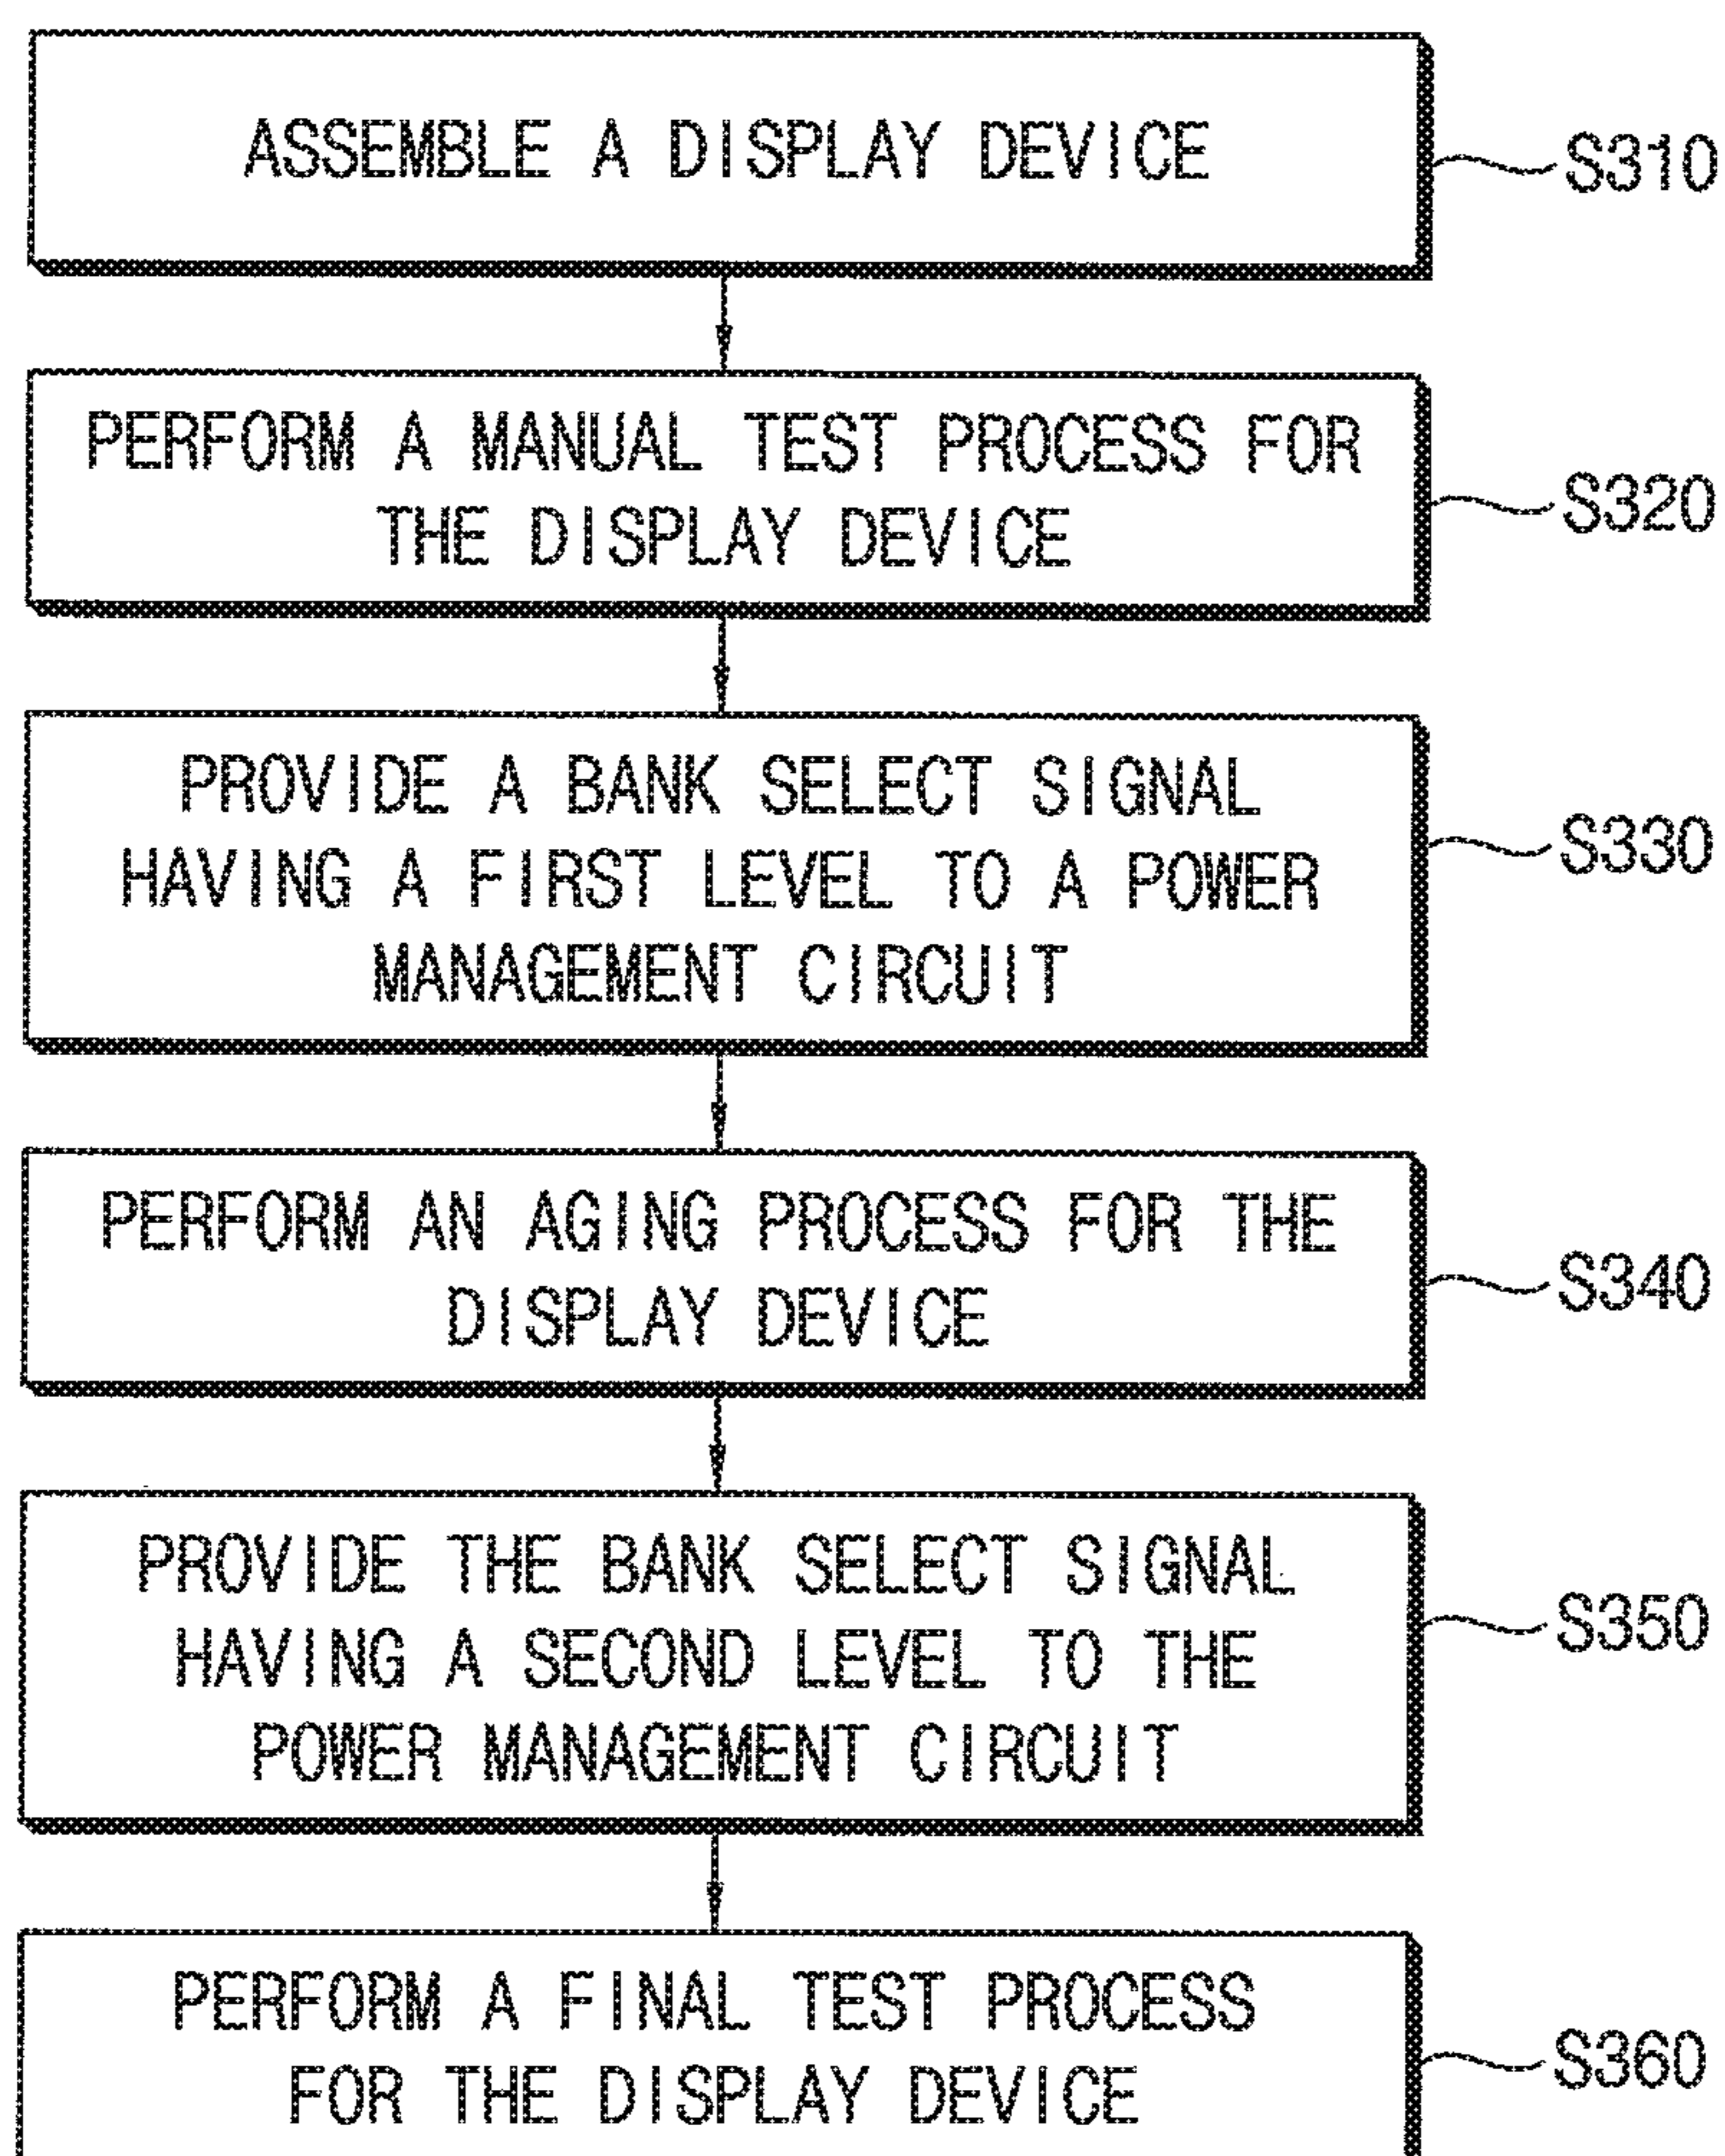 ASSEMBLE A DISPLAY DEVICE
S310
PERFORM A MANUAL TEST PROCESS FOR
THE DISPLAY DEVICE
S320
PROVIDE A BANK SELECT SIGNAL
HAVING A FIRST LEVEL TO A POWER
MANAGEMENT CIRCUIT
S330
PERFORM AN AGING PROCESS FOR THE
DISPLAY DEVICE
S340
PROVIDE THE BANK SELECT SIGNAL
HAVING A SECOND LEVEL TO THE
POWER MANAGEMENT CIRCUIT
S350
PERFORM A FINAL TEST PROCESS
FOR THE DISPLAY DEVICE
S360